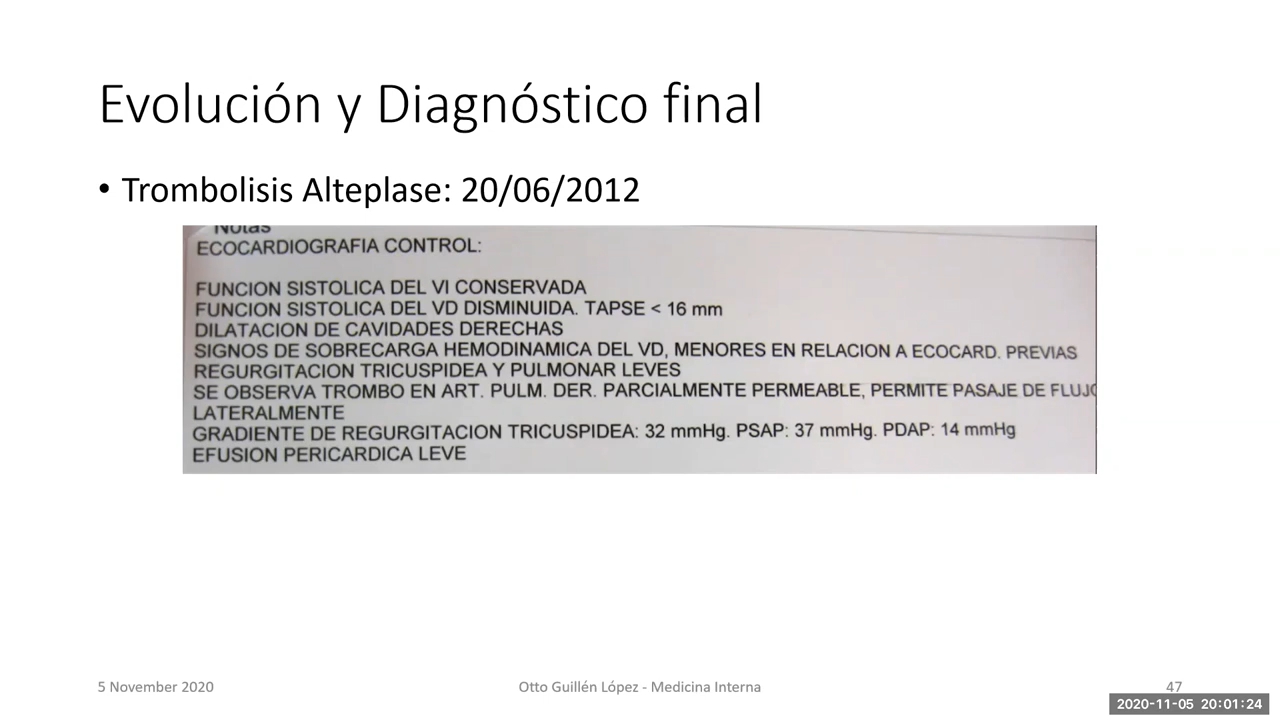 Evolución y Diagnóstico final
• Trombolisis Alteplase: 20/06/2012
Notas
ECOCARDIOGRAFIA CONTROL:
FUNCION SISTOLICA DEL VI CONSERVADA
FUNCION SISTOLICA DEL VD DISMINUIDA. TAPSE < 16 mm
DILATACION DE CAVIDADES DERECHAS
SIGNOS DE SOBRECARGA HEMODINAMICA DEL VD, MENORES EN RELACION A ECOCARD. PREVIAS
REGURGITACION TRICUSPIDEA Y PULMONAR LEVES
SE OBSERVA TROMBO EN ART. PULM. DER. PARCIALMENTE PERMEABLE, PERMITE PASAJE DE FLUJO
LATERALMENTE
GRADIENTE DE REGURGITACION TRICUSPIDEA: 32 mmHg. PSAP: 37 mmHg. PDAP: 14 mmHg
EFUSION PERICARDICA LEVE
5 November 2020
Otto Guillén López - Medicina Interna
47
2020-11-05 20:01:24